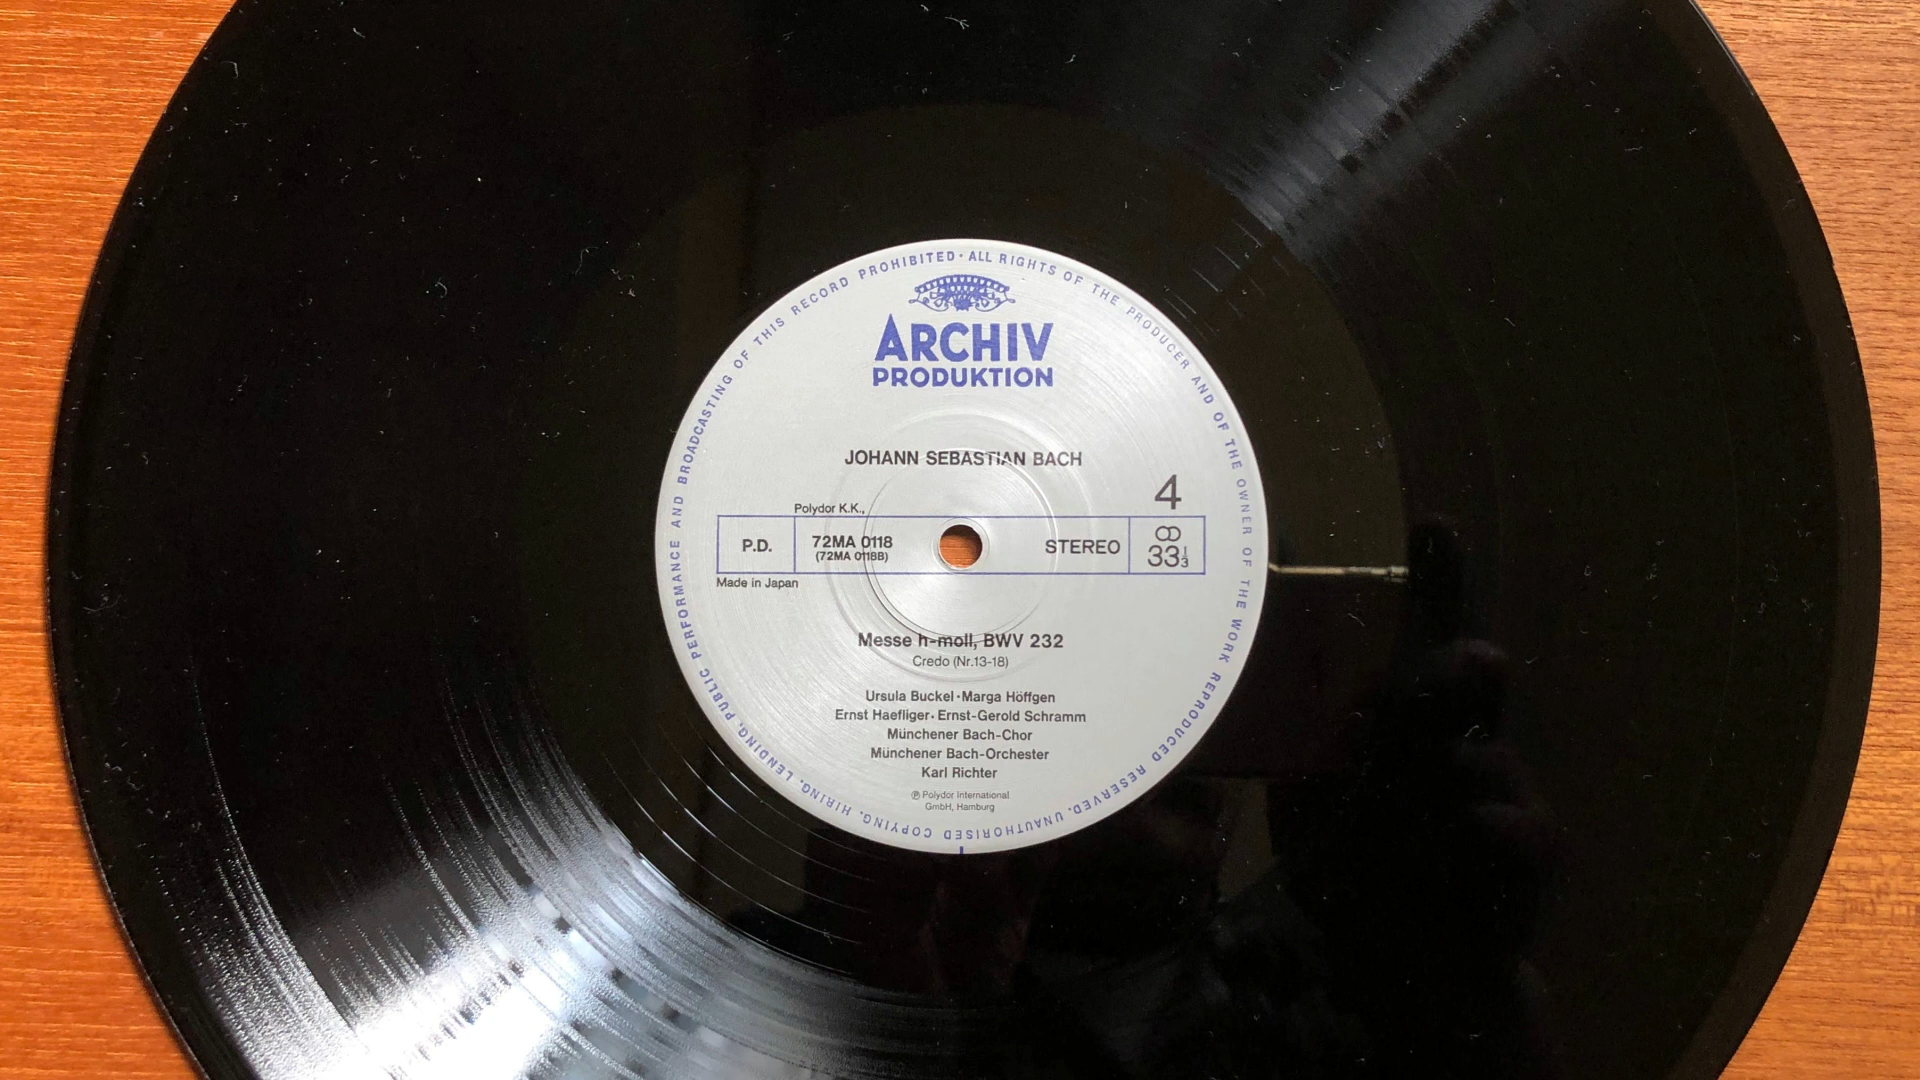 PUBLIC PERFORMANCE AND BROADCASTING OF THIS RECORD PROHIBITED · ALL RIGHTS OF THE PRODUCER AND OF THE OWNER OF THE WORK REPRODUCED RESERVED. UNAUTHORISED COPYING, HIRING, LENDING,
ARCHIV
PRODUKTION
JOHANN SEBASTIAN BACH
4
Polydor K.K.,
P.D.
72MA 0118
(72MA 0118B)
STEREO
33 1/3
Made in Japan
Messe h-moll, BWV 232
Credo (Nr.13-18)
Ursula Buckel · Marga Höffgen
Ernst Haefliger · Ernst-Gerold Schramm
Münchener Bach-Chor
Münchener Bach-Orchester
Karl Richter
℗ Polydor International
GmbH, Hamburg